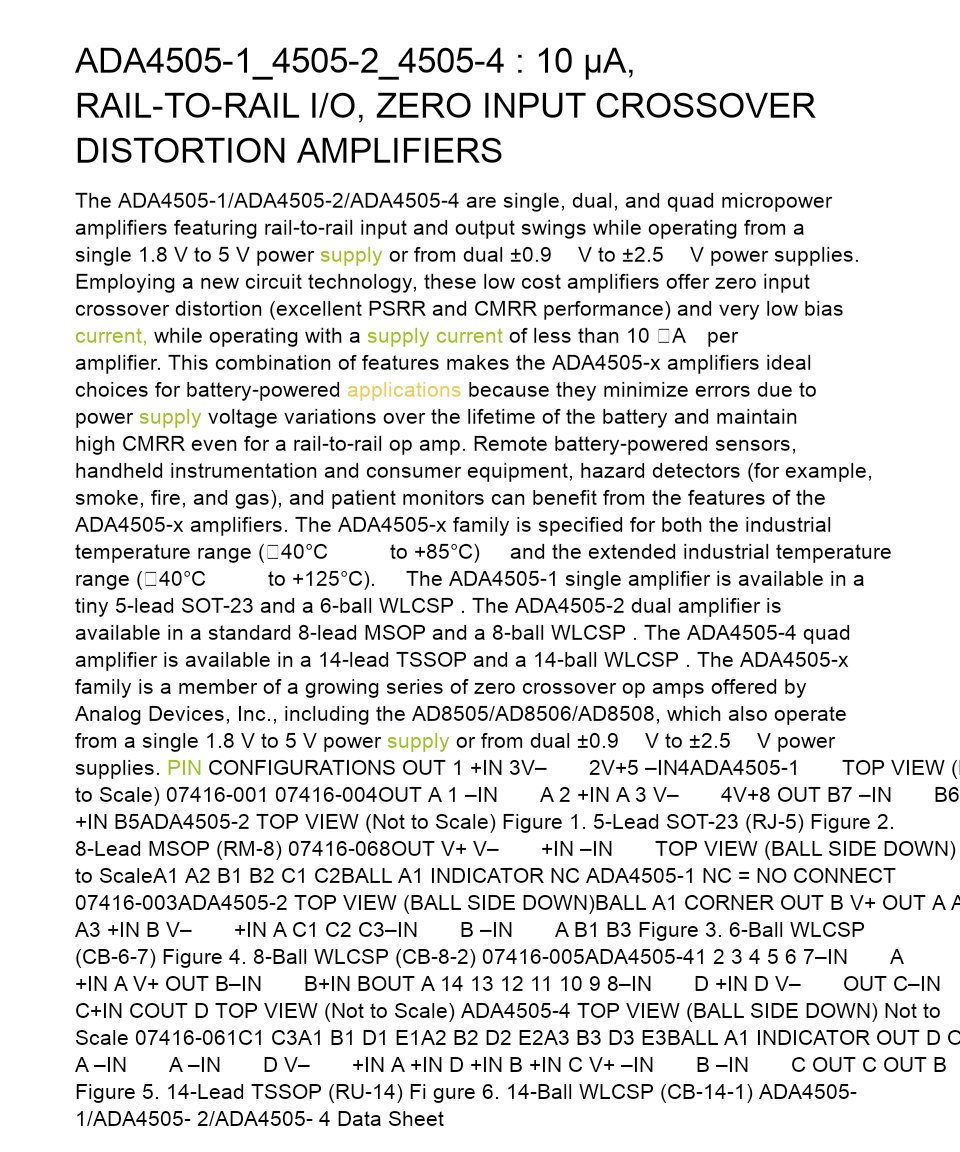 ADA4505-1_4505-2_4505-4 : 10 µA,
RAIL-TO-RAIL I/O, ZERO INPUT CROSSOVER
DISTORTION AMPLIFIERS
The ADA4505-1/ADA4505-2/ADA4505-4 are single, dual, and quad micropower
amplifiers featuring rail-to-rail input and output swings while operating from a
single 1.8 V to 5 V power supply or from dual ±0.9 V to ±2.5 V power supplies.
Employing a new circuit technology, these low cost amplifiers offer zero input
crossover distortion (excellent PSRR and CMRR performance) and very low bias
current, while operating with a supply current of less than 10 □A per
amplifier. This combination of features makes the ADA4505-x amplifiers ideal
choices for battery-powered applications because they minimize errors due to
power supply voltage variations over the lifetime of the battery and maintain
high CMRR even for a rail-to-rail op amp. Remote battery-powered sensors,
handheld instrumentation and consumer equipment, hazard detectors (for example,
smoke, fire, and gas), and patient monitors can benefit from the features of the
ADA4505-x amplifiers. The ADA4505-x family is specified for both the industrial
temperature range (□40°C to +85°C) and the extended industrial temperature
range (□40°C to +125°C). The ADA4505-1 single amplifier is available in a
tiny 5-lead SOT-23 and a 6-ball WLCSP . The ADA4505-2 dual amplifier is
available in a standard 8-lead MSOP and a 8-ball WLCSP . The ADA4505-4 quad
amplifier is available in a 14-lead TSSOP and a 14-ball WLCSP . The ADA4505-x
family is a member of a growing series of zero crossover op amps offered by
Analog Devices, Inc., including the AD8505/AD8506/AD8508, which also operate
from a single 1.8 V to 5 V power supply or from dual ±0.9 V to ±2.5 V power
supplies. PIN CONFIGURATIONS OUT 1 +IN 3V– 2V+5 –IN4ADA4505-1 TOP VIEW (
to Scale) 07416-001 07416-004OUT A 1 –IN A 2 +IN A 3 V– 4V+8 OUT B7 –IN B6
+IN B5ADA4505-2 TOP VIEW (Not to Scale) Figure 1. 5-Lead SOT-23 (RJ-5) Figure 2.
8-Lead MSOP (RM-8) 07416-068OUT V+ V– +IN –IN TOP VIEW (BALL SIDE DOWN)
to ScaleA1 A2 B1 B2 C1 C2BALL A1 INDICATOR NC ADA4505-1 NC = NO CONNECT
07416-003ADA4505-2 TOP VIEW (BALL SIDE DOWN)BALL A1 CORNER OUT B V+ OUT A A
A3 +IN B V– +IN A C1 C2 C3–IN B –IN A B1 B3 Figure 3. 6-Ball WLCSP
(CB-6-7) Figure 4. 8-Ball WLCSP (CB-8-2) 07416-005ADA4505-41 2 3 4 5 6 7–IN A
+IN A V+ OUT B–IN B+IN BOUT A 14 13 12 11 10 9 8–IN D +IN D V– OUT C–IN
C+IN COUT D TOP VIEW (Not to Scale) ADA4505-4 TOP VIEW (BALL SIDE DOWN) Not to
Scale 07416-061C1 C3A1 B1 D1 E1A2 B2 D2 E2A3 B3 D3 E3BALL A1 INDICATOR OUT D O
A –IN A –IN D V– +IN A +IN D +IN B +IN C V+ –IN B –IN C OUT C OUT B
Figure 5. 14-Lead TSSOP (RU-14) Fi gure 6. 14-Ball WLCSP (CB-14-1) ADA4505-
1/ADA4505- 2/ADA4505- 4 Data Sheet